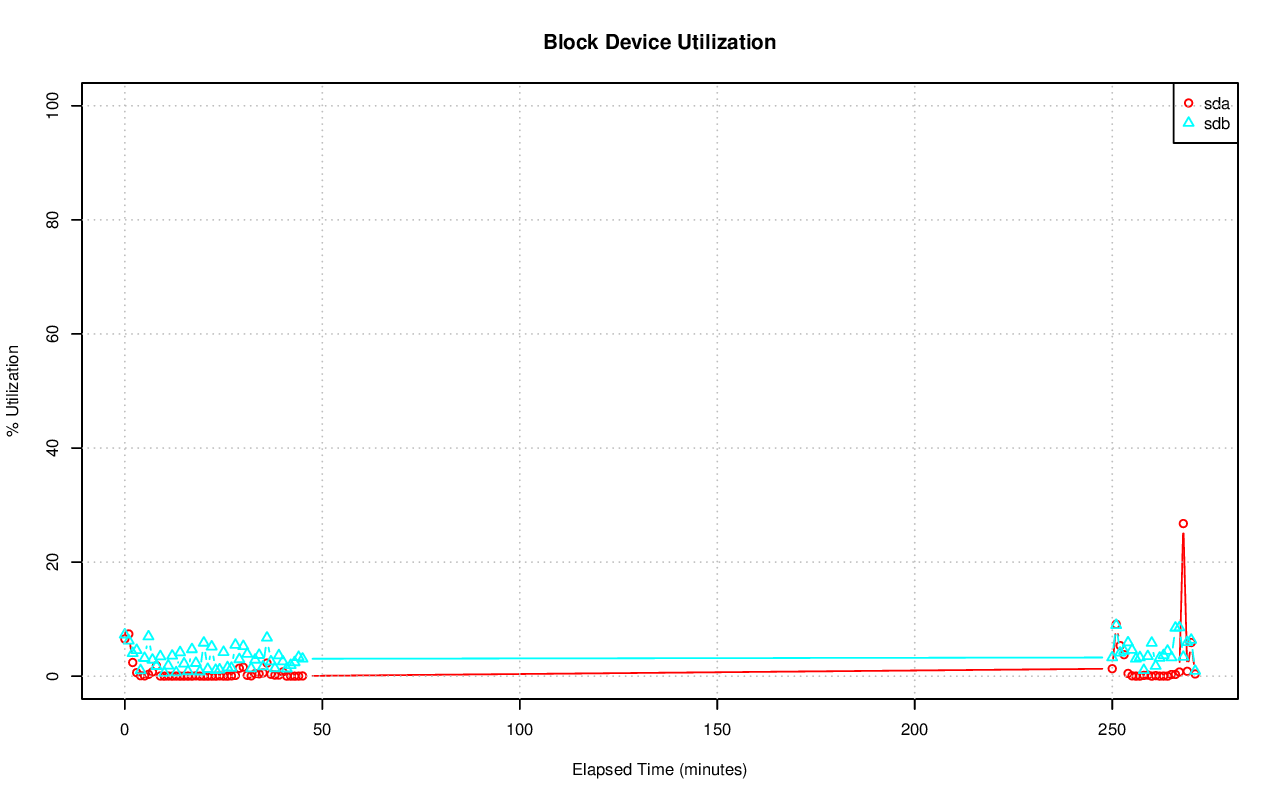 Block Device Utilization
sda
sdb
100
80
60
40
20
0
% Utilization
0 50 100 150 200 250
Elapsed Time (minutes)